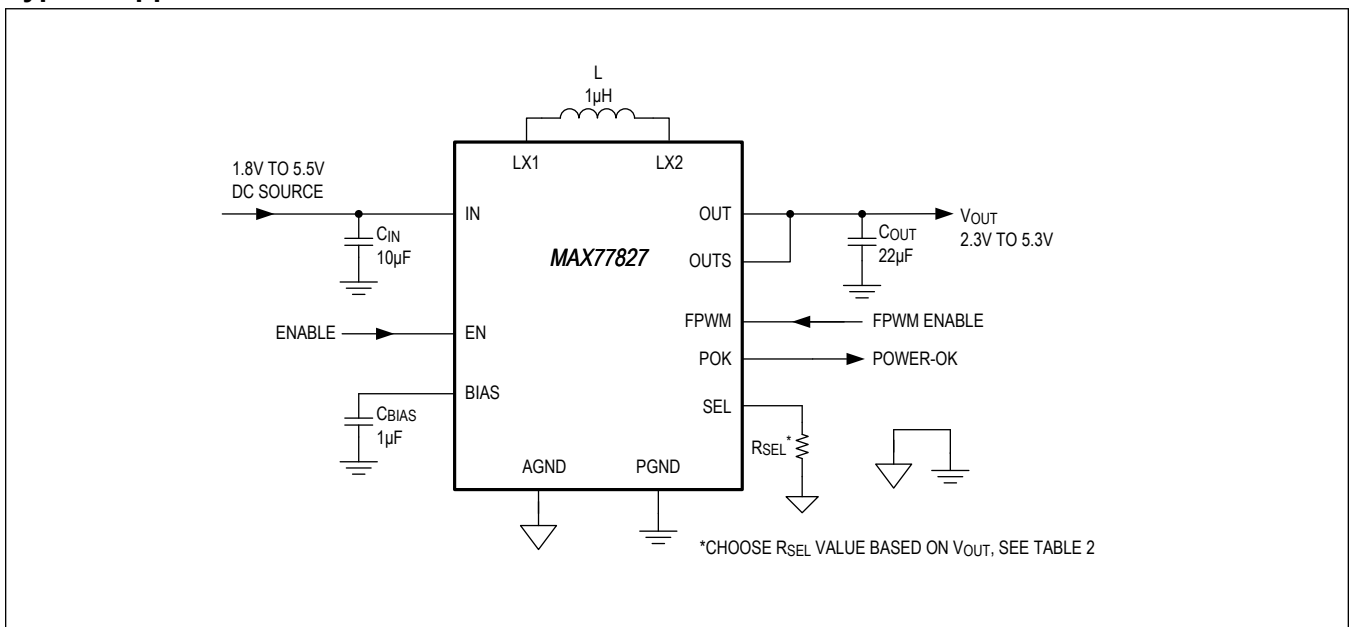 L
1µH
LX1
LX2
1.8V TO 5.5V
DC SOURCE
IN
OUT
VOUT
2.3V TO 5.3V
CIN
10µF
COUT
22µF
MAX77827
OUTS
FPWM
FPWM ENABLE
ENABLE
EN
POK
POWER-OK
BIAS
SEL
CBIAS
1µF
RSEL*
AGND
PGND
*CHOOSE RSEL VALUE BASED ON VOUT, SEE TABLE 2